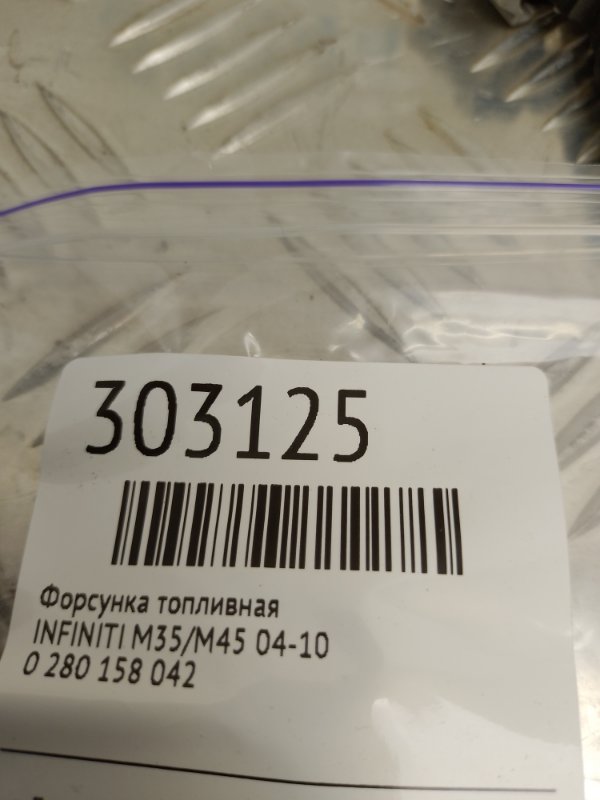 303125
Форсунка топливная
INFINITI M35/M45 04-10
0 280 158 042